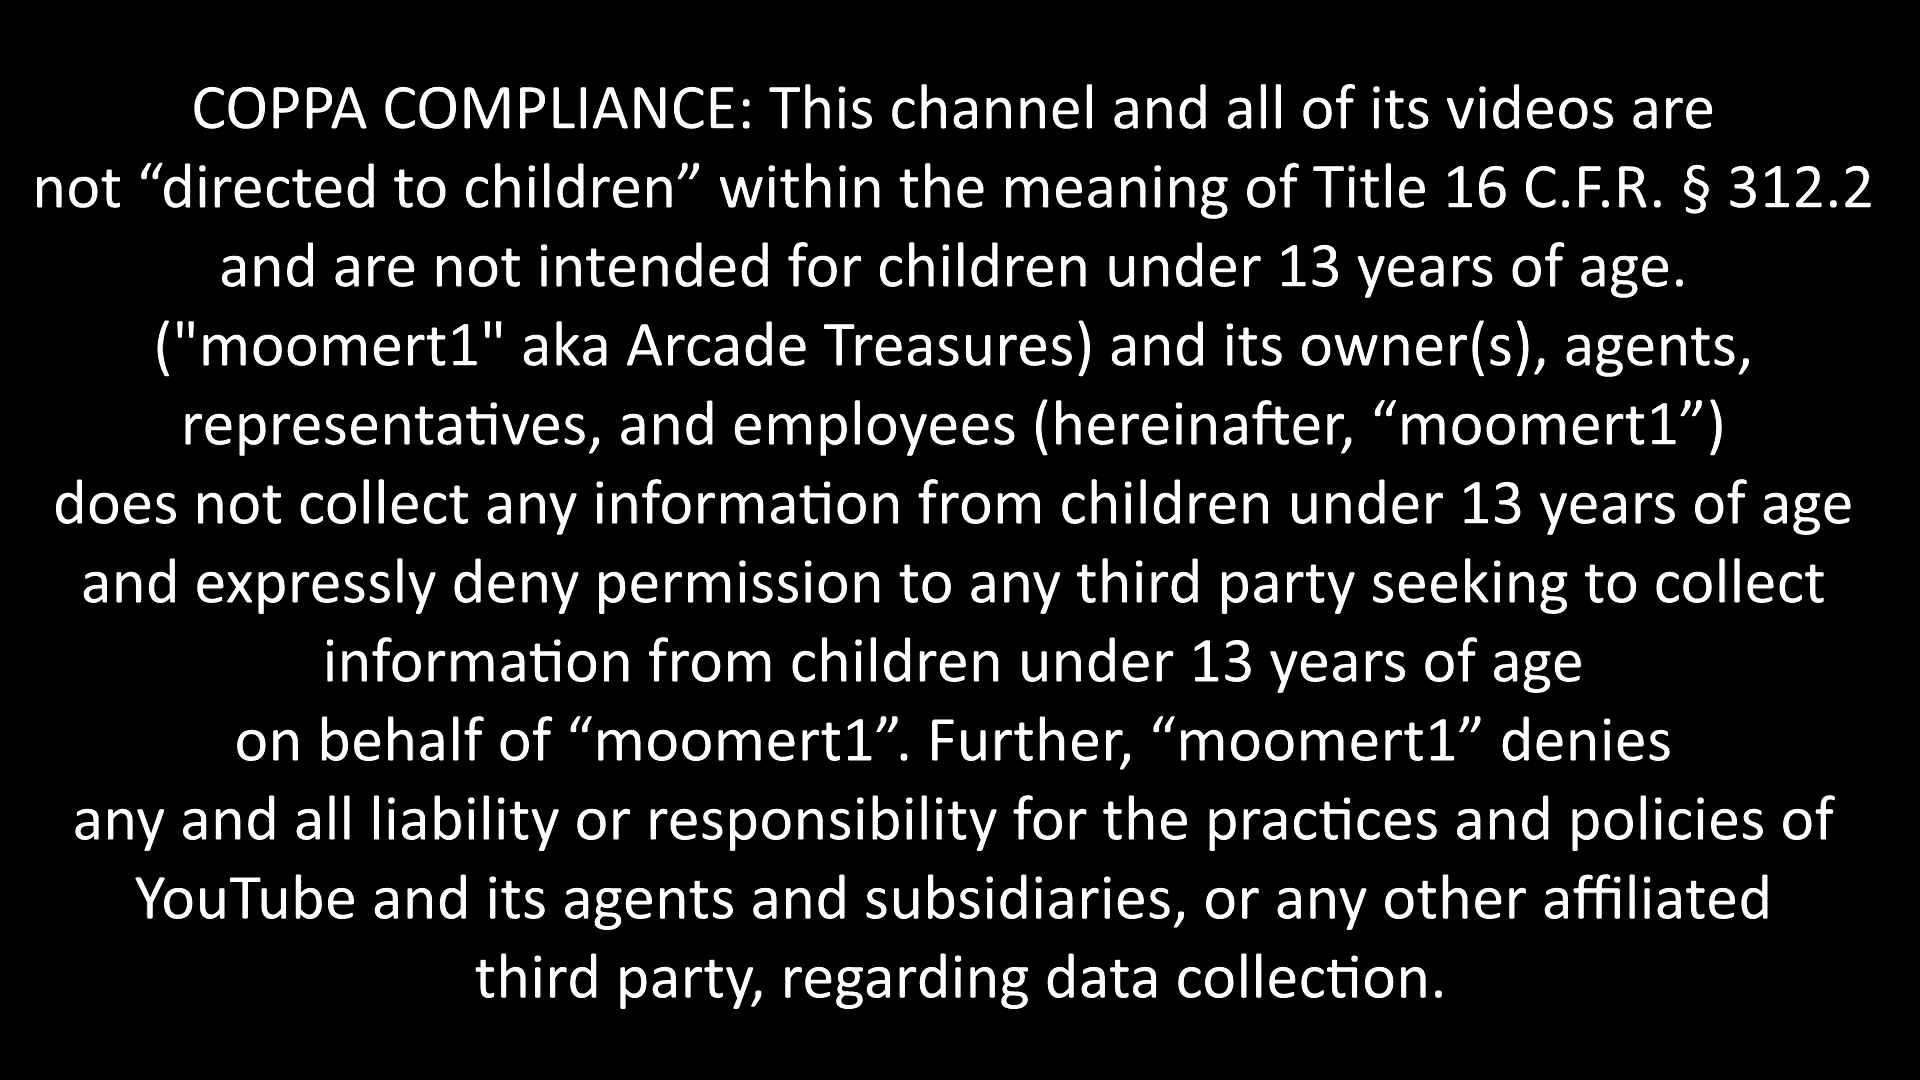 COPPA COMPLIANCE: This channel and all of its videos are
not “directed to children” within the meaning of Title 16 C.F.R. § 312.2
and are not intended for children under 13 years of age.
("moomert1" aka Arcade Treasures) and its owner(s), agents,
representatives, and employees (hereinafter, “moomert1”)
does not collect any information from children under 13 years of age
and expressly deny permission to any third party seeking to collect
information from children under 13 years of age
on behalf of “moomert1”. Further, “moomert1” denies
any and all liability or responsibility for the practices and policies of
YouTube and its agents and subsidiaries, or any other affiliated
third party, regarding data collection.